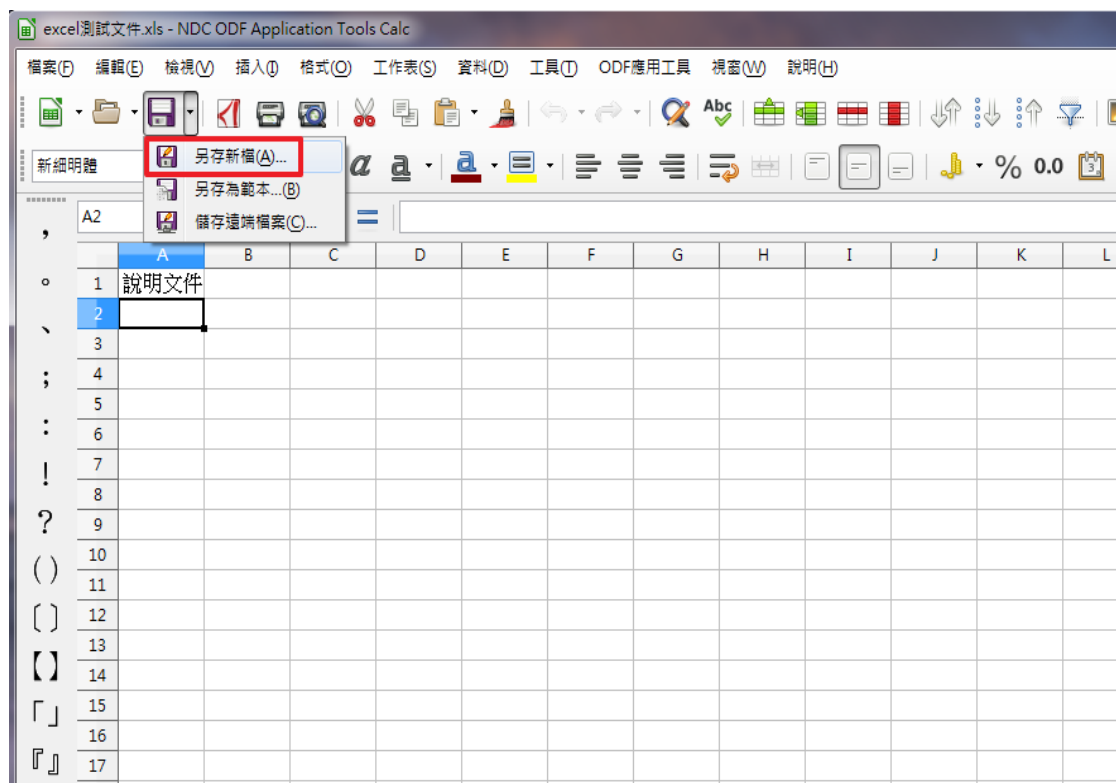 excel測試文件.xls - NDC ODF Application Tools Calc
檔案(F) 編輯(E) 檢視(V) 插入(I) 格式(O) 工作表(S) 資料(D) 工具(T) ODF應用工具 視窗(W) 說明(H)
Abc
新細明體
另存新檔(A)...
a a a % 0.0
另存為範本...(B)
A2
儲存遠端檔案(C)...
=
,
A B C D E F G H I J K L
。
1 說明文件
2
、
3
;
4
5
:
6
7
!
8
?
9
10
( )
11
〔 〕
12
13
【 】
14
「 」
15
16
『 』
17